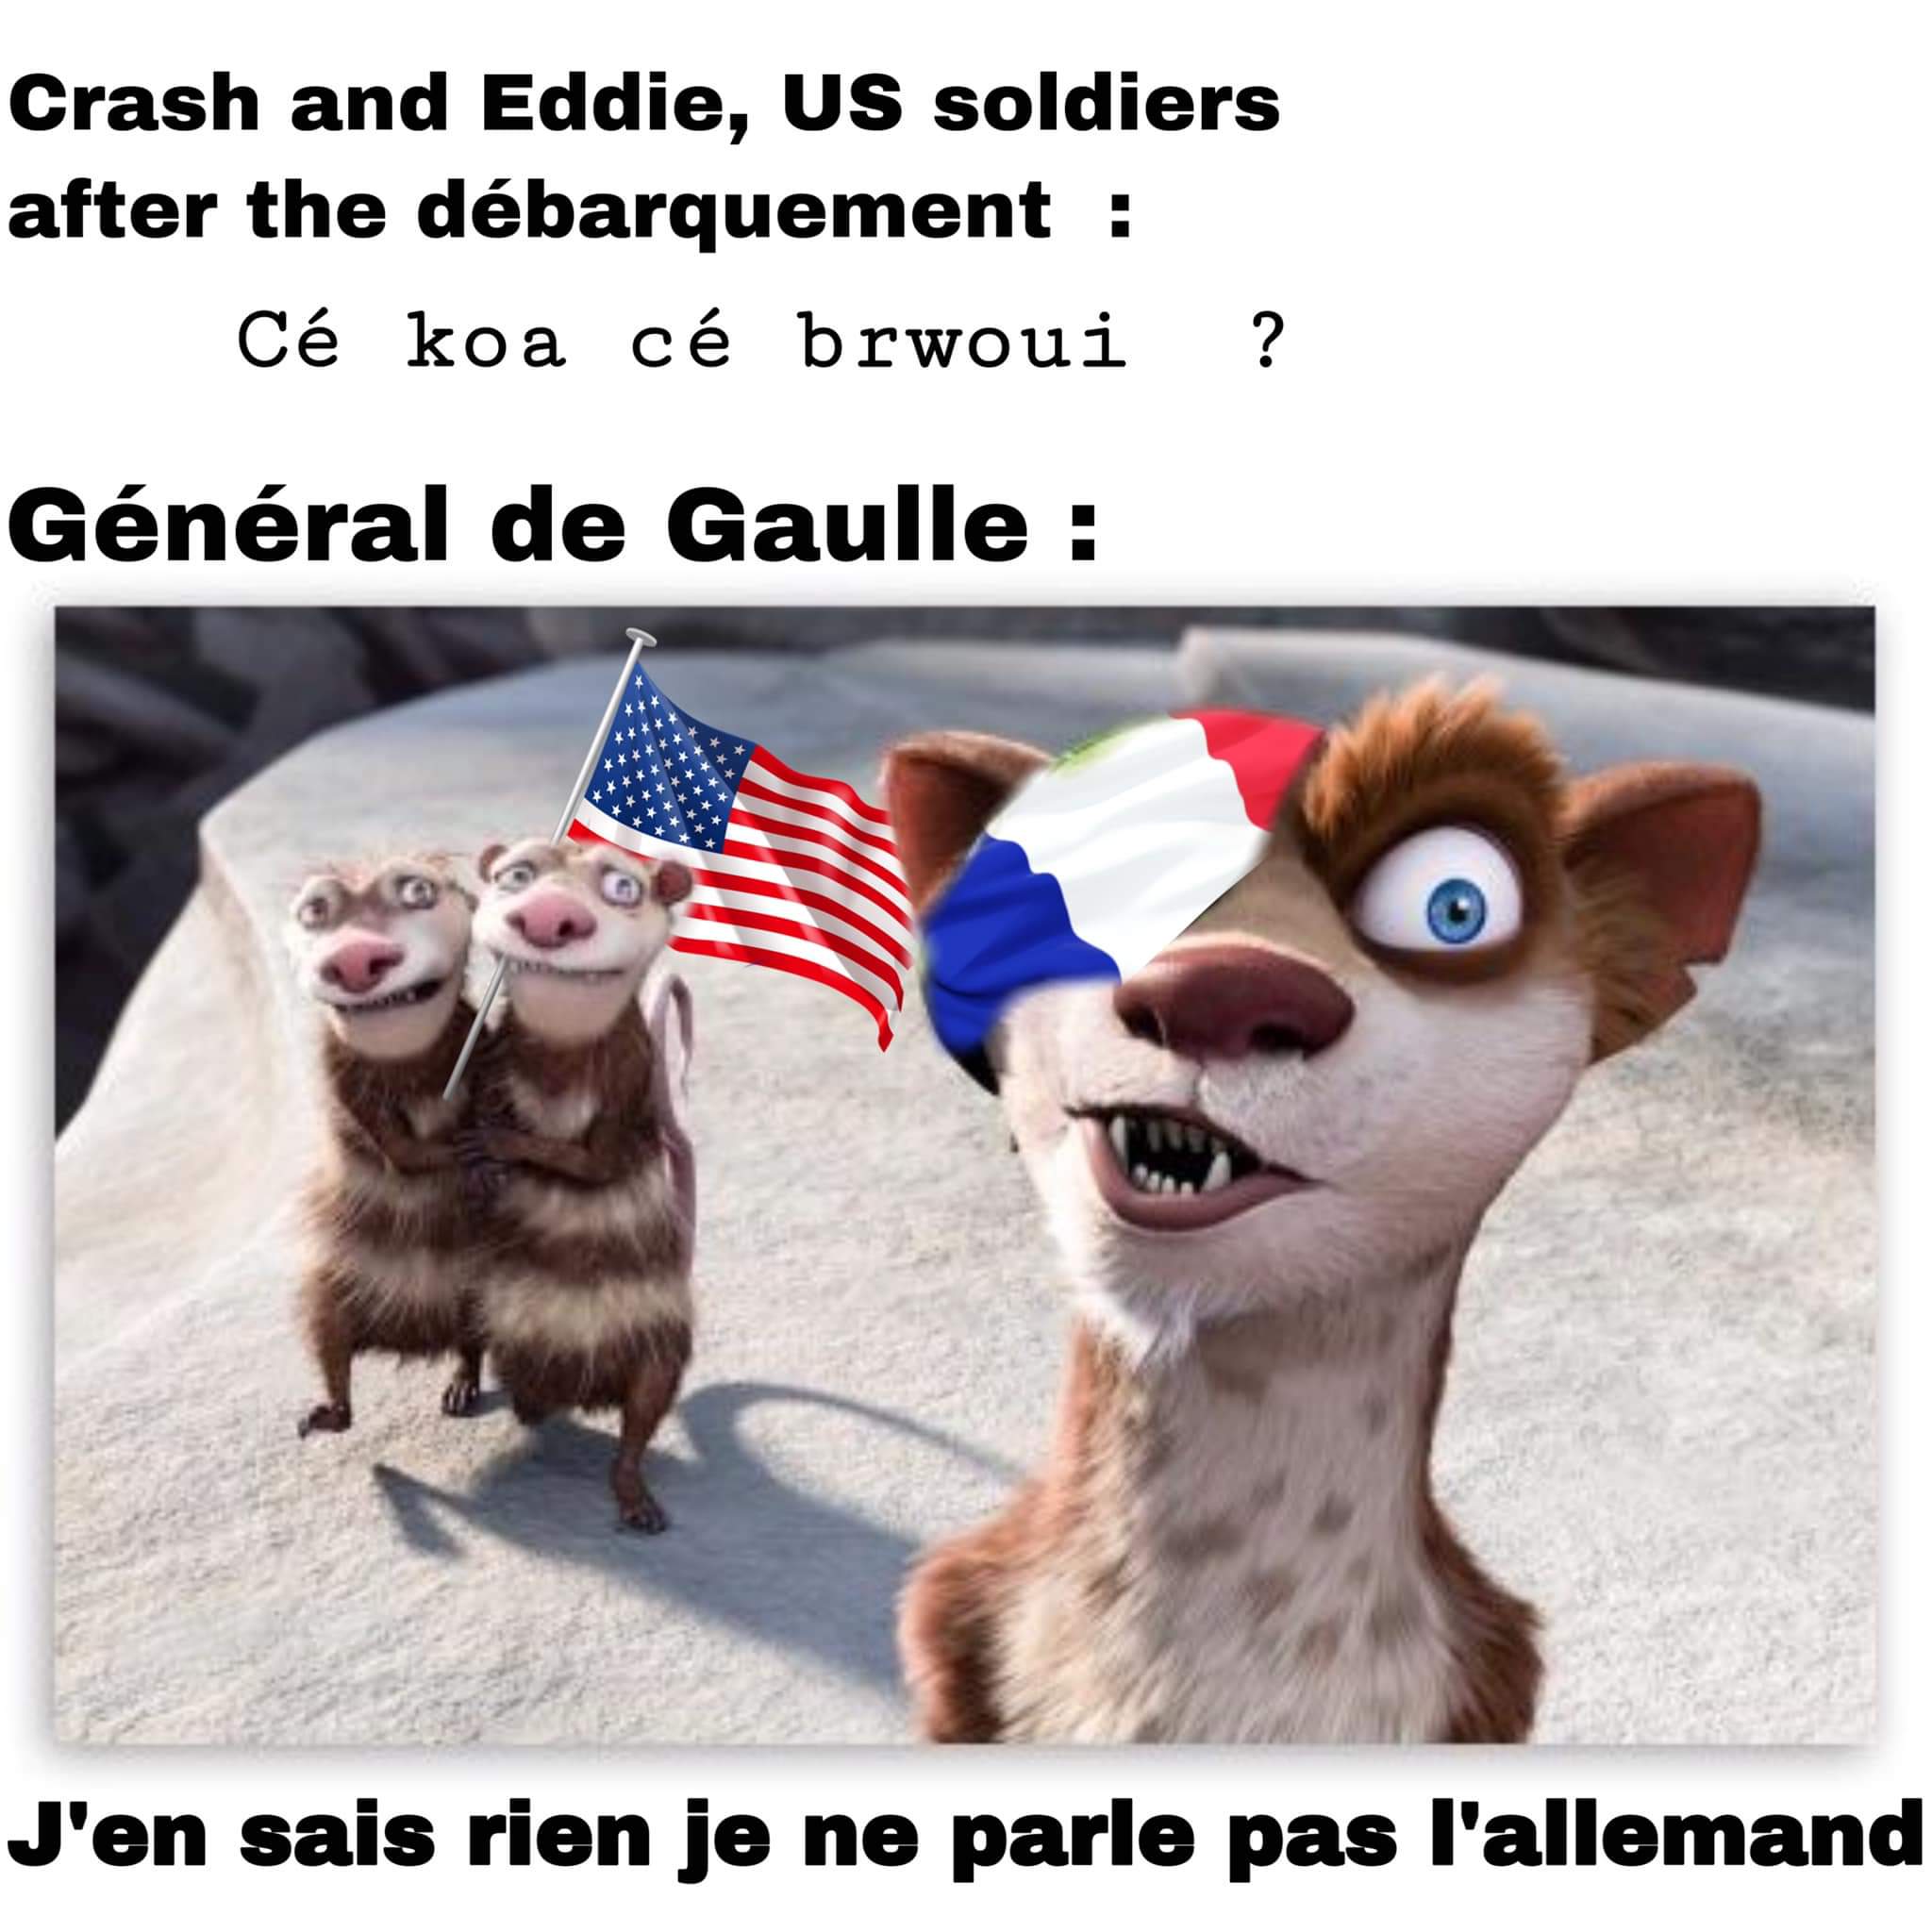 Crash and Eddie, US soldiers
after the débarquement :
Cé koa cé brwoui ?
Général de Gaulle :
J'en sais rien je ne parle pas l'allemand